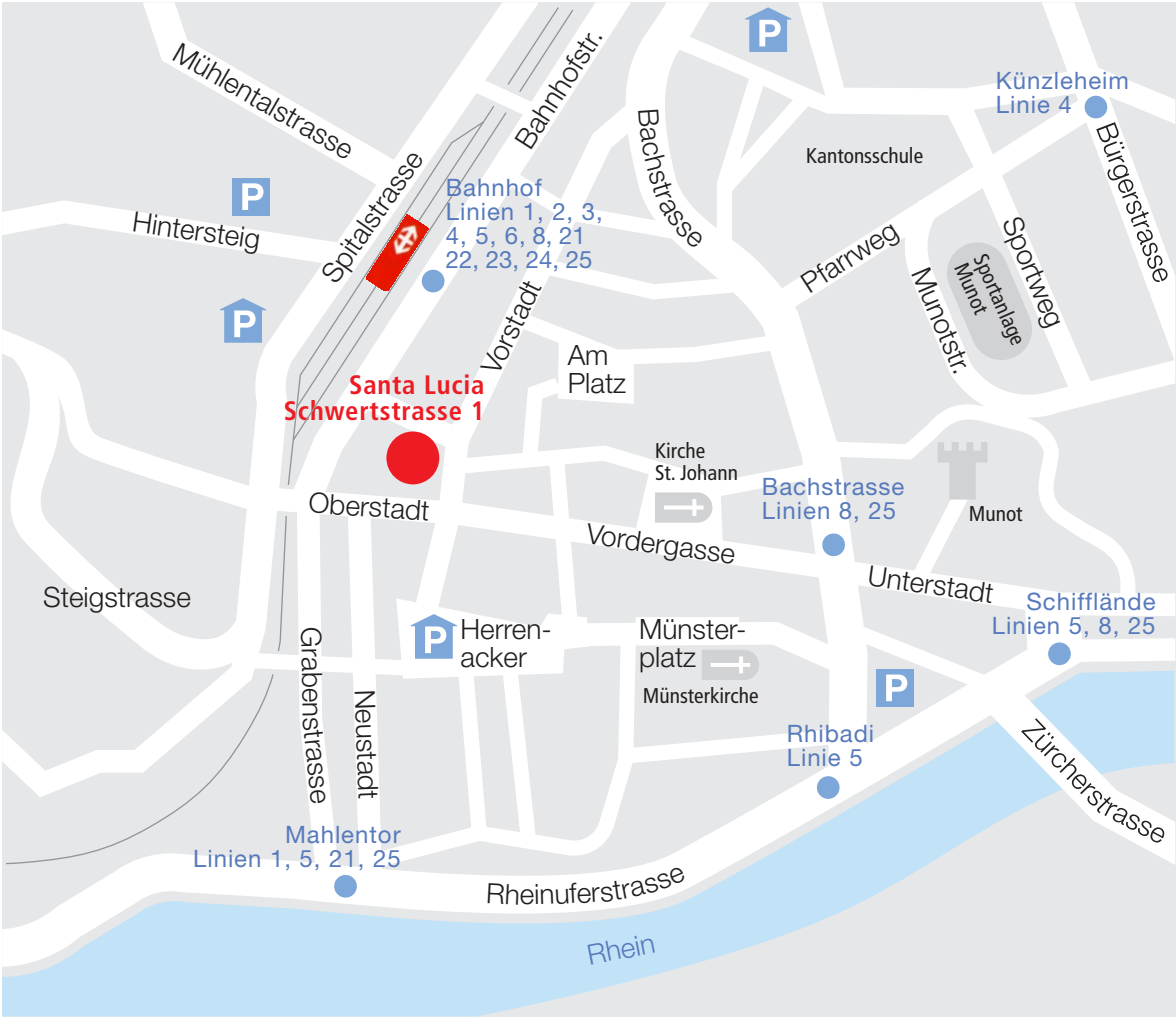 P
Künzleheim
Linie 4
Mühlentalstrasse
Bahnhofstr.
Bachstrasse
Bürgerstrasse
Kantonsschule
Spitalstrasse
P
Bahnhof
Linien 1, 2, 3,
4, 5, 6, 8, 21
22, 23, 24, 25
Hintersteig
Pfarrweg
Sportweg
Sportanlage
Munot
Munotstr.
P
Vorstadt
Am
Platz
Santa Lucia
Schwertstrasse 1
Kirche
St. Johann
Bachstrasse
Linien 8, 25
Munot
Oberstadt
Vordergasse
Unterstadt
Steigstrasse
Schifflände
Linien 5, 8, 25
P
Herren-
acker
Münster-
platz
Münsterkirche
P
Grabenstrasse
Neustadt
Rhibadi
Linie 5
Zürcherstrasse
Mahlentor
Linien 1, 5, 21, 25
Rheinuferstrasse
Rhein